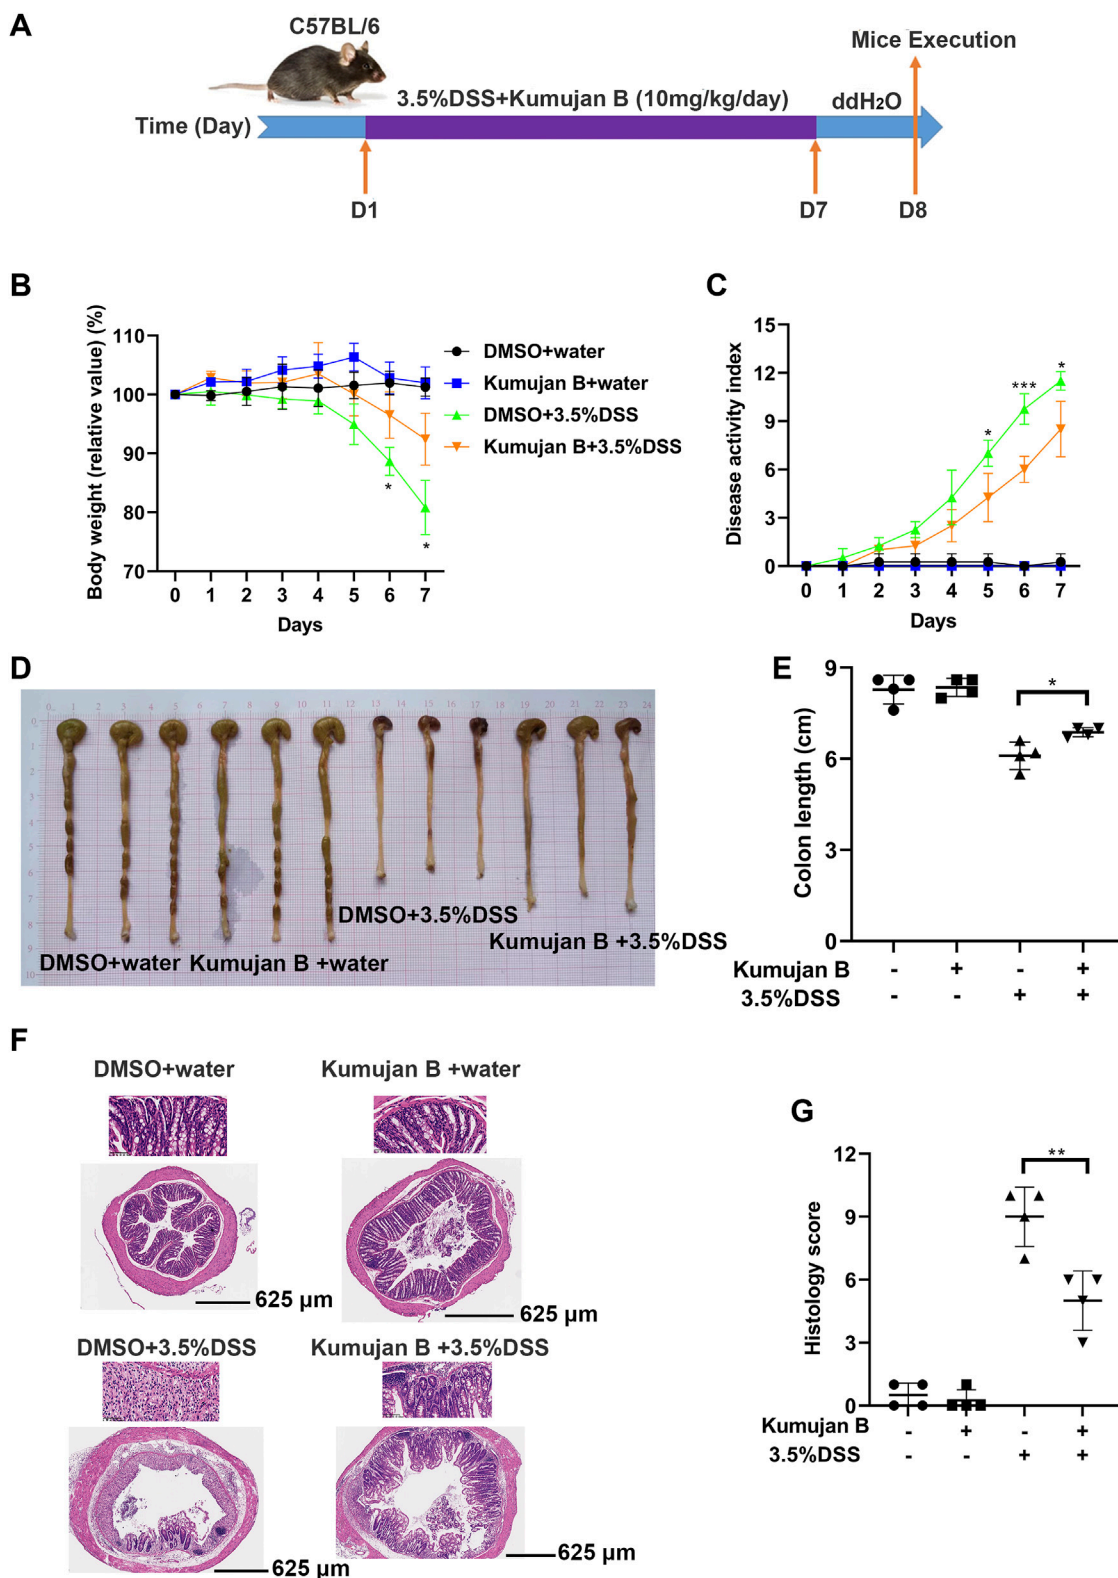 A
C57BL/6
Mice Execution
3.5%DSS+Kumujan B (10mg/kg/day)
ddH₂O
Time (Day)
D1
D7
D8
B
Body weight (relative value) (%)
110
100
90
80
70
0 1 2 3 4 5 6 7
Days
*
*
DMSO+water
Kumujan B+water
DMSO+3.5%DSS
Kumujan B+3.5%DSS
C
Disease activity index
15
12
9
6
3
0
0 1 2 3 4 5 6 7
Days
*
***
*
D
DMSO+water
Kumujan B +water
DMSO+3.5%DSS
Kumujan B +3.5%DSS
E
Colon length (cm)
9
6
3
0
*
Kumujan B - + - +
3.5%DSS - - + +
F
DMSO+water
Kumujan B +water
625 μm
625 μm
DMSO+3.5%DSS
Kumujan B +3.5%DSS
625 μm
625 μm
G
Histology score
12
9
6
3
0
**
Kumujan B - + - +
3.5%DSS - - + +